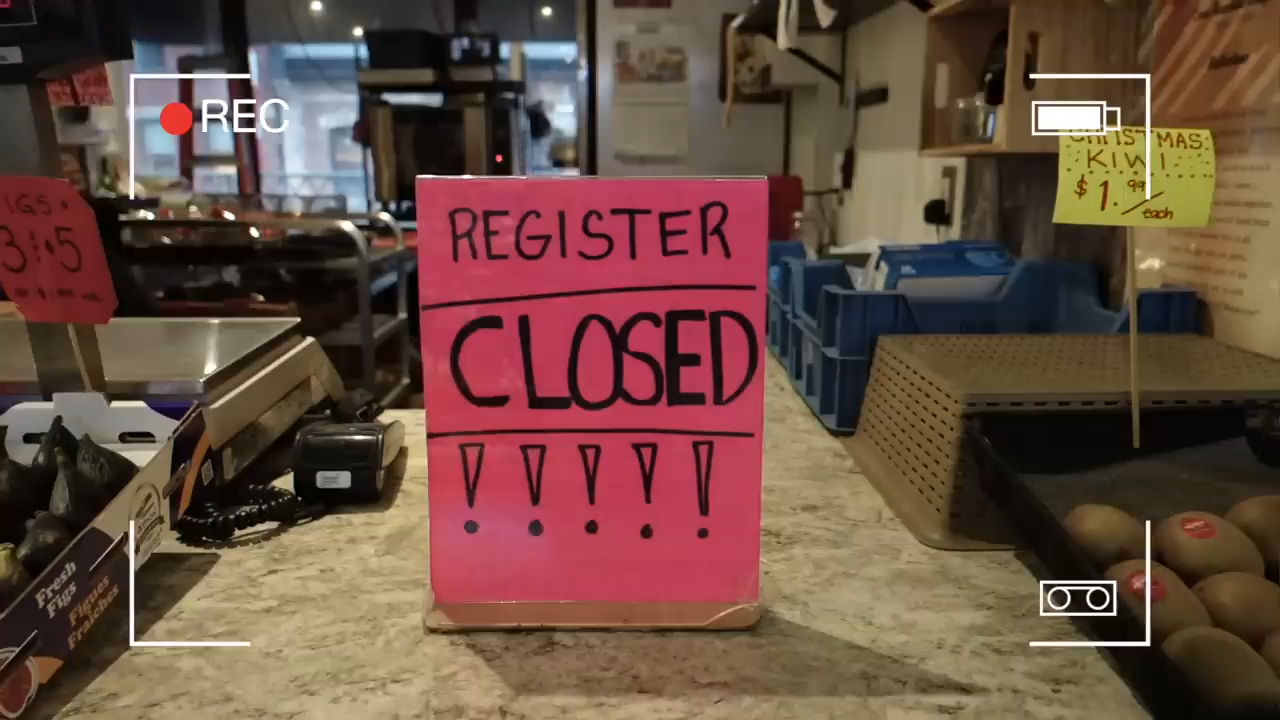 REC
REGISTER
CLOSED
!!!!!
CHRISTMAS:
KIWI
$1.99/each
IGS
3 : $5
Fresh
Figs
Figues
Fraîches